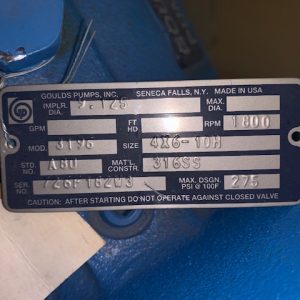 GOULDS PUMPS, INC. SENECA FALLS, N.Y. MADE IN USA
IMPLR. DIA. 9.125 MAX. DIA.
GPM FT HD RPM 1800
MOD. 3196 SIZE 4X6-10H
STD. NO. A80 MAT'L. CONSTR. 316SS
SER. NO. 726F182W3 MAX. DSGN. PSI @ 100F 275
CAUTION: AFTER STARTING DO NOT OPERATE AGAINST CLOSED VALVE